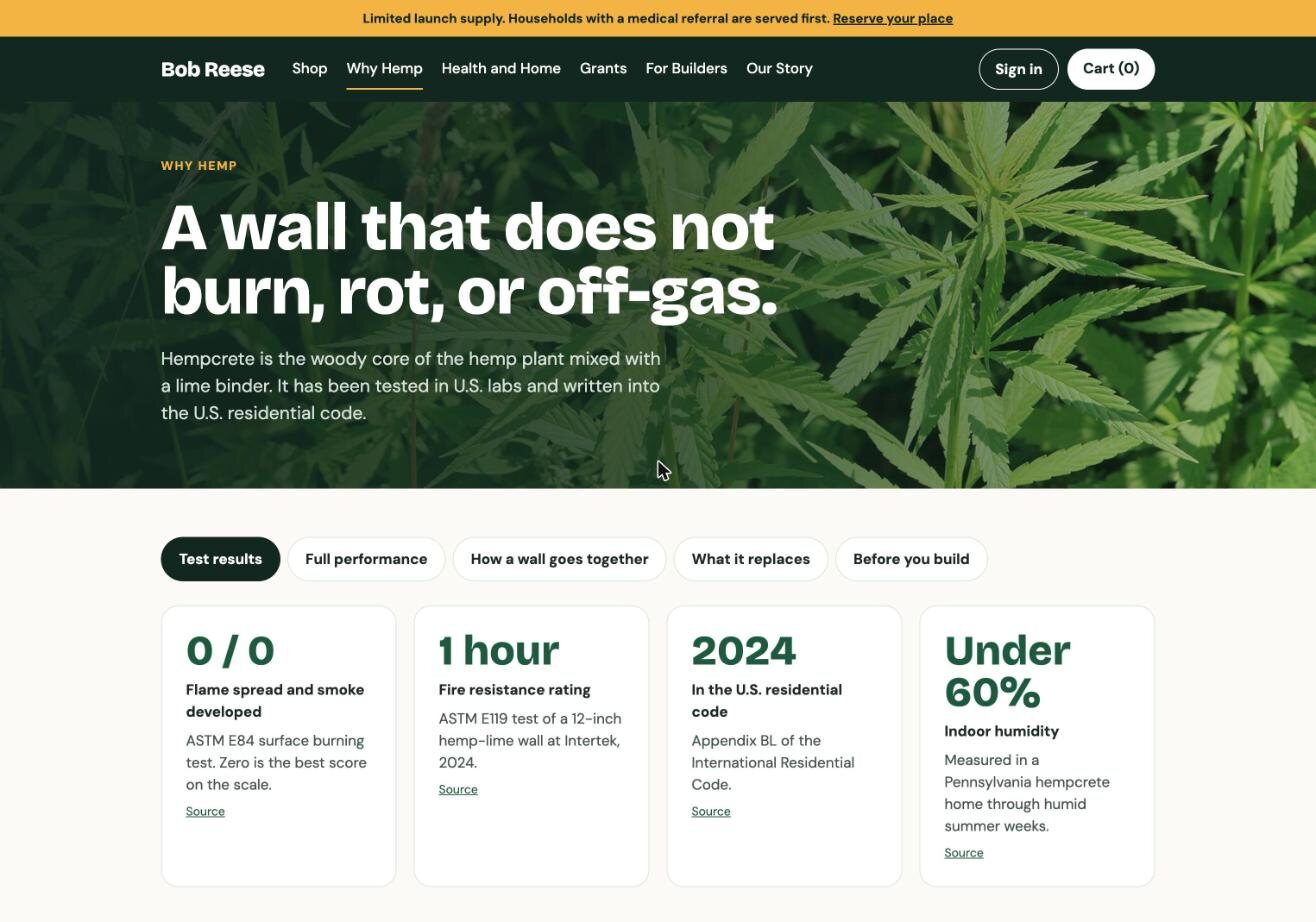 Limited launch supply. Households with a medical referral are served first. Reserve your place
Bob Reese
Shop
Why Hemp
Health and Home
Grants
For Builders
Our Story
Sign in
Cart (0)
WHY HEMP
A wall that does not
burn, rot, or off-gas.
Hempcrete is the woody core of the hemp plant mixed with
a lime binder. It has been tested in U.S. labs and written into
the U.S. residential code.
Test results
Full performance
How a wall goes together
What it replaces
Before you build
0 / 0
Flame spread and smoke
developed
ASTM E84 surface burning
test. Zero is the best score
on the scale.
Source
1 hour
Fire resistance rating
ASTM E119 test of a 12-inch
hemp-lime wall at Intertek,
2024.
Source
2024
In the U.S. residential
code
Appendix BL of the
International Residential
Code.
Source
Under
60%
Indoor humidity
Measured in a
Pennsylvania hempcrete
home through humid
summer weeks.
Source